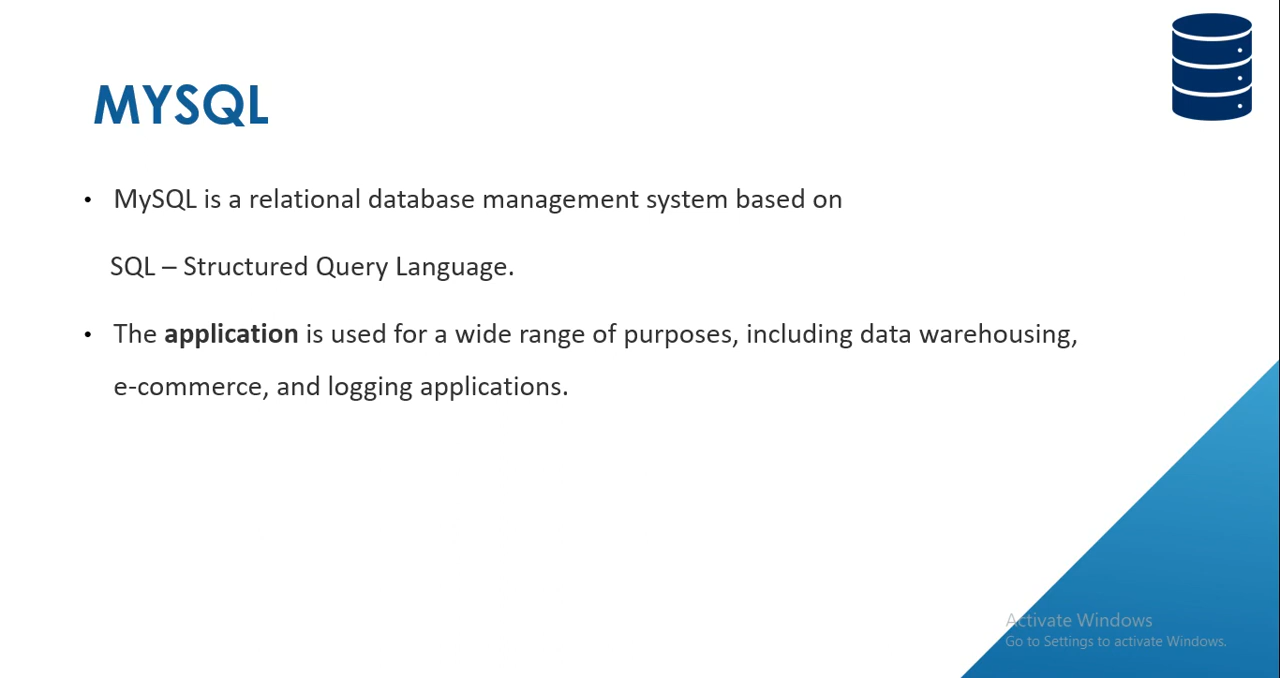 MYSQL
• MySQL is a relational database management system based on
SQL – Structured Query Language.
• The application is used for a wide range of purposes, including data warehousing,
e-commerce, and logging applications.
Activate Windows
Go to Settings to activate Windows.